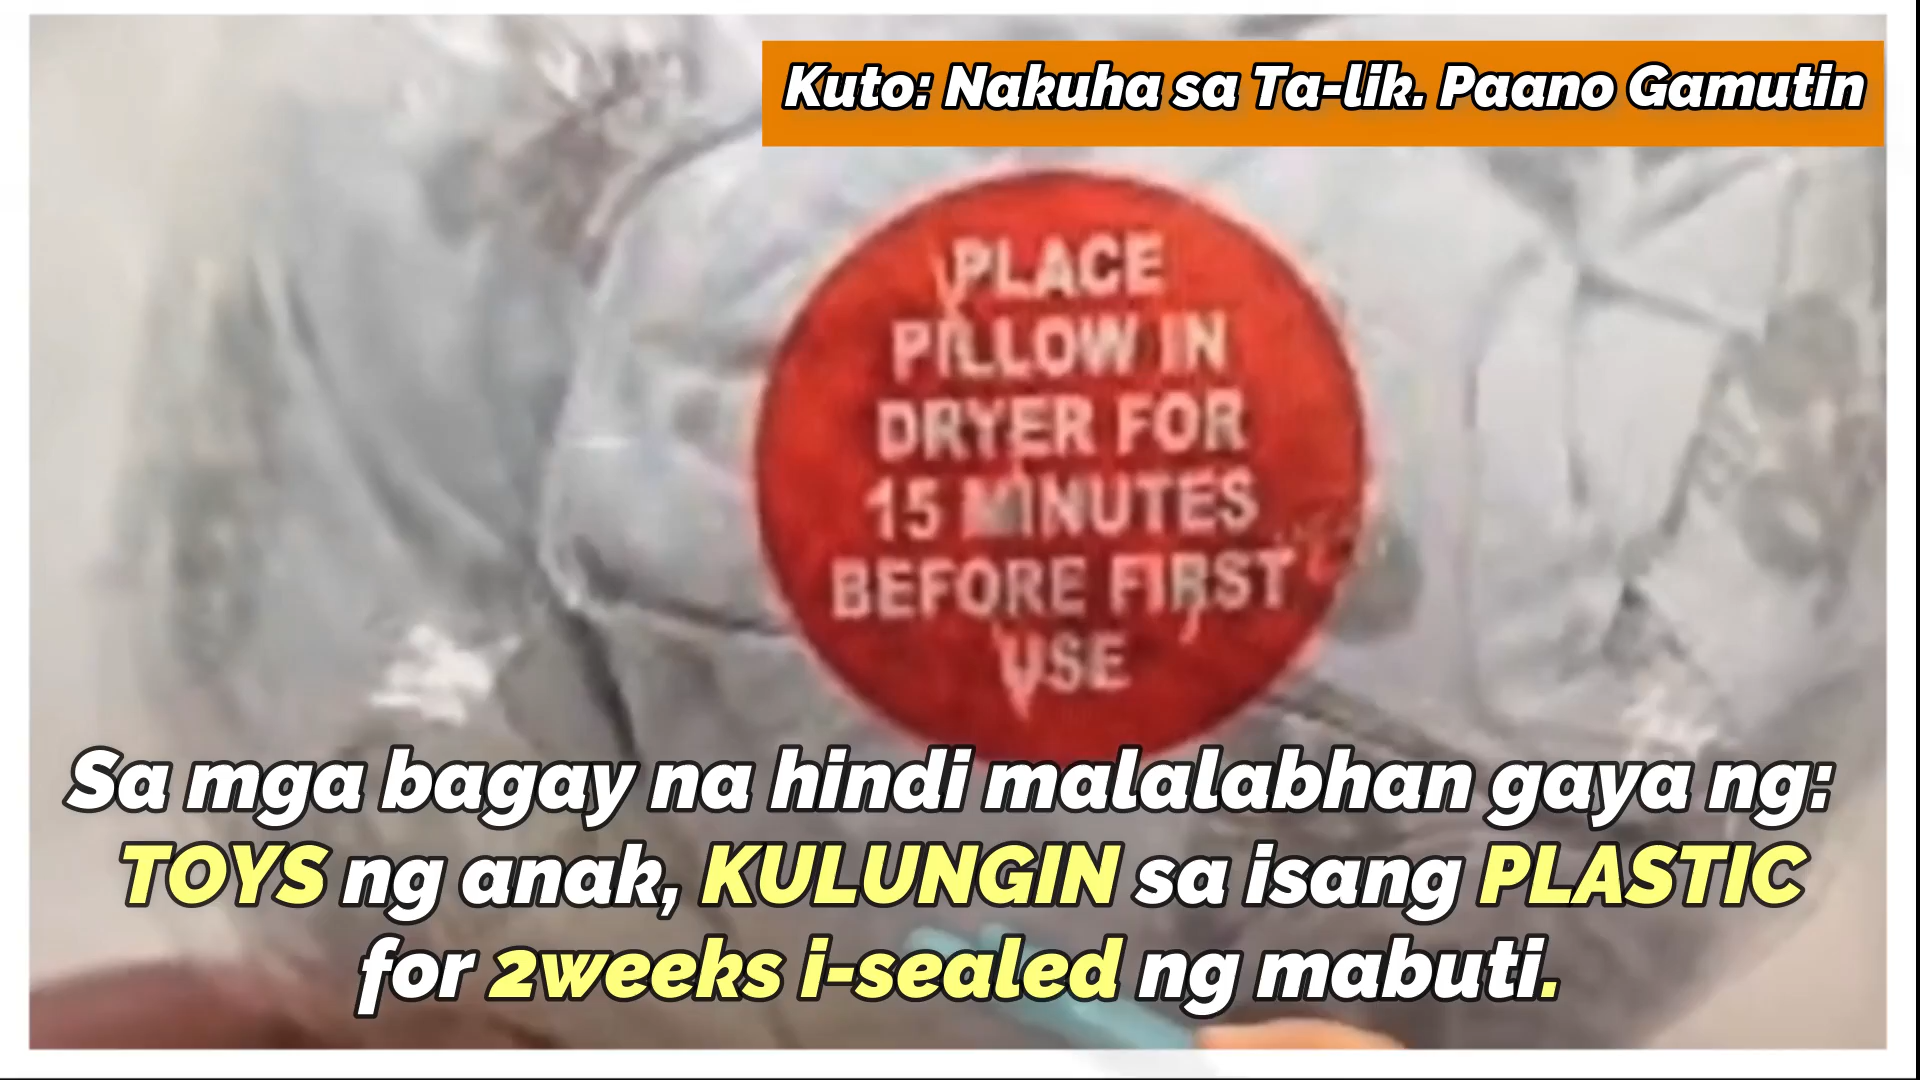 Kuto: Nakuha sa Ta-lik. Paano Gamutin
PLACE
PILLOW IN
DRYER FOR
15 MINUTES
BEFORE FIRST
USE
Sa mga bagay na hindi malalabhan gaya ng:
TOYS ng anak, KULUNGIN sa isang PLASTIC
for 2weeks i-sealed ng mabuti.